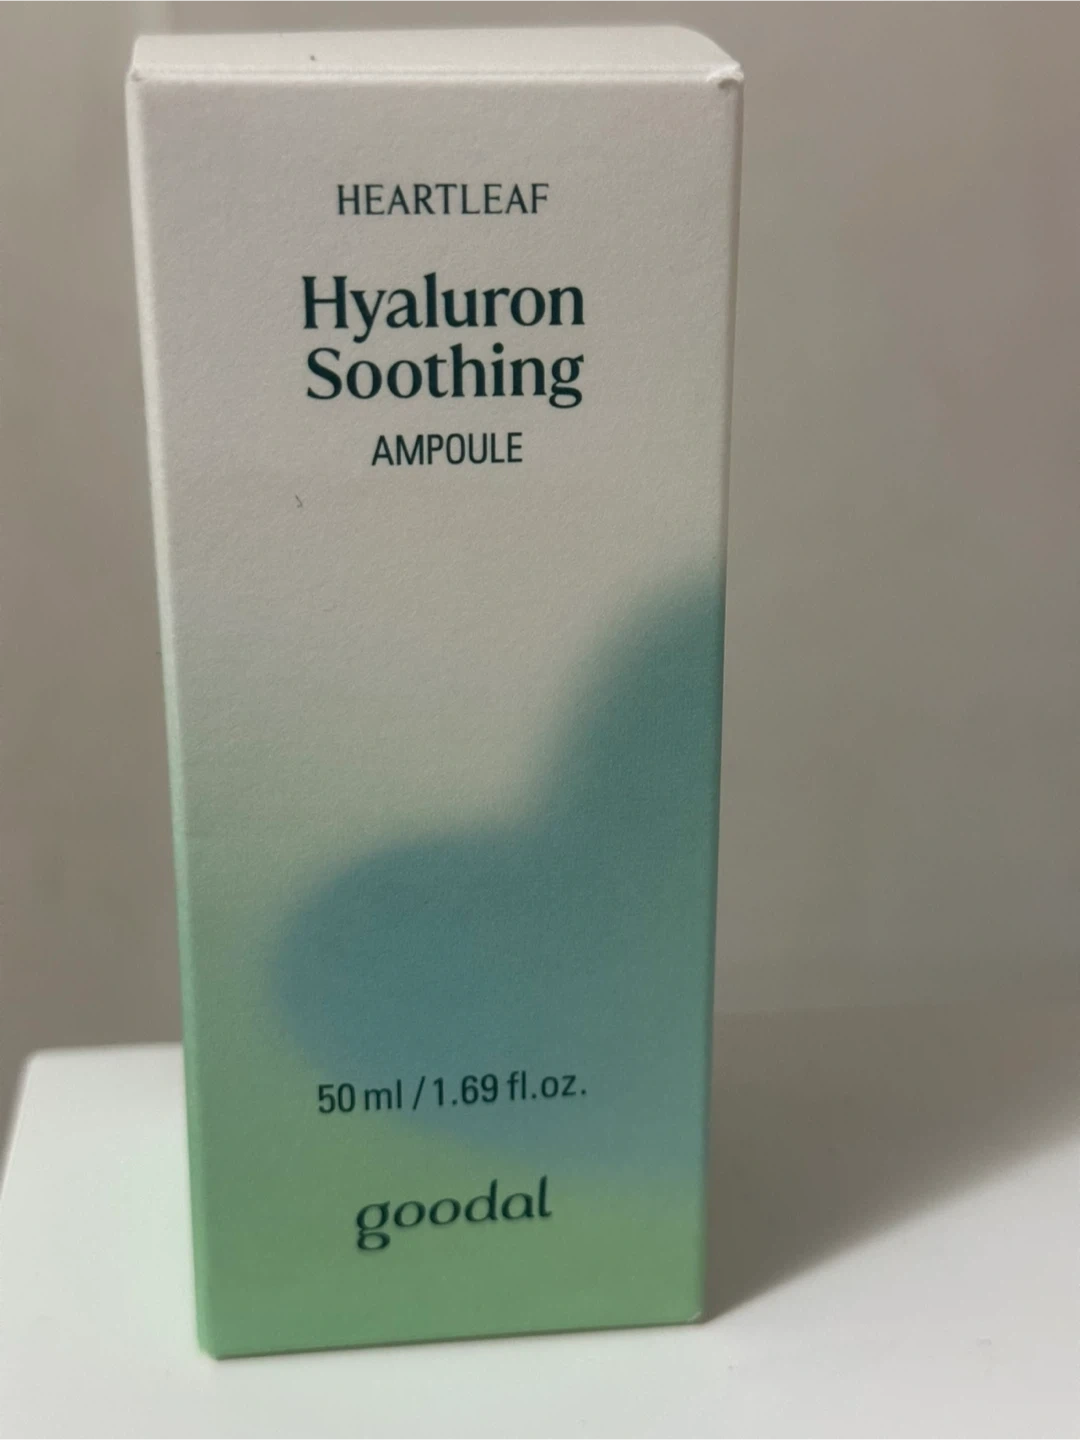 HEARTLEAF
Hyaluron
Soothing
AMPOULE
50 ml / 1.69 fl.oz.
goodal